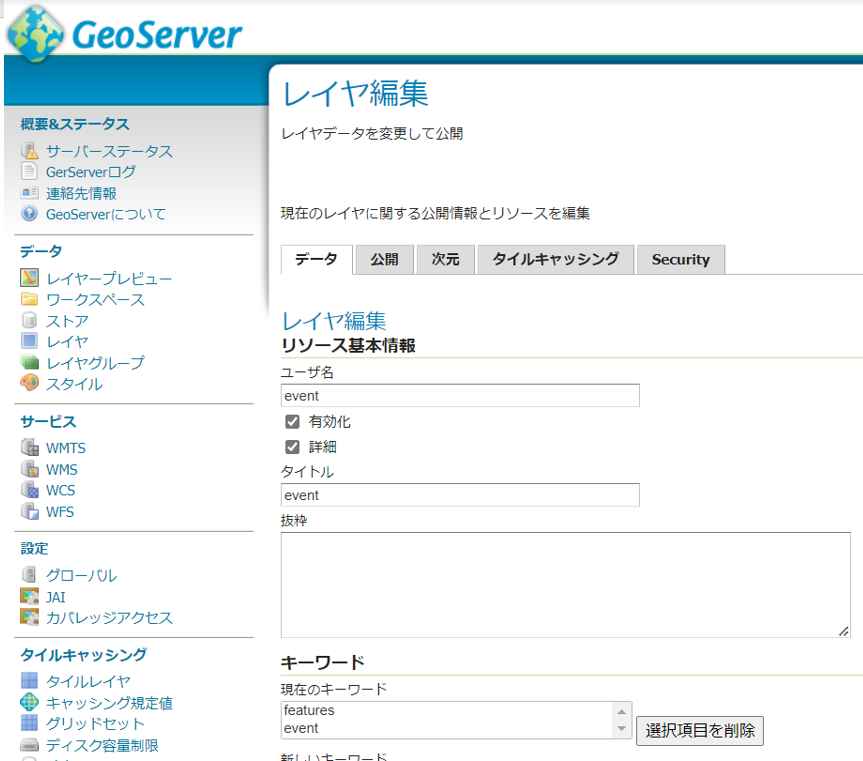 GeoServer
概要&ステータス
サーバーステータス
GerServerログ
連絡先情報
GeoServerについて
データ
レイヤープレビュー
ワークスペース
ストア
レイヤ
レイヤグループ
スタイル
サービス
WMTS
WMS
WCS
WFS
設定
グローバル
JAI
カバレッジアクセス
タイルキャッシング
タイルレイヤ
キャッシング規定値
グリッドセット
ディスク容量制限
レイヤ編集
レイヤデータを変更して公開
現在のレイヤに関する公開情報とリソースを編集
データ 公開 次元 タイルキャッシング Security
レイヤ編集
リソース基本情報
ユーザ名
event
有効化
詳細
タイトル
event
抜粋
キーワード
現在のキーワード
features
event
選択項目を削除
新しいキーワード